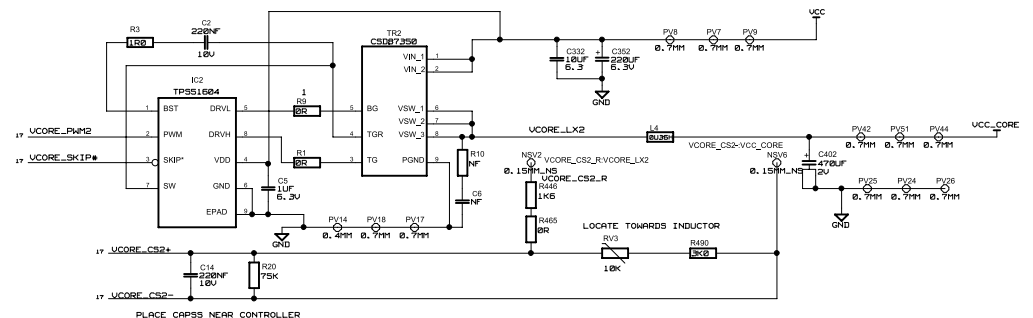 VCC
R3
1R0
C2
220NF
10V
TR2
CSD87350
VIN_1 1
VIN_2 2
C332
10UF
6.3
C352
220UF
6.3V
GND
PV8
0.7MM
PV7
0.7MM
PV9
0.7MM
IC2
TPS51604
1 BST
2 PWM
3 SKIP*
7 SW
DRVL 5
DRVH 8
VDD 4
GND 6
EPAD 9
17 VCORE_PWM2
17 VCORE_SKIP#
1
R9
0R
R1
0R
5 BG
4 TGR
3 TG
VSW_1 6
VSW_2 7
VSW_3 8
PGND 9
VCORE_LX2
L4
0U36H
VCORE_CS2-:VCC_CORE
PV42
0.7MM
PV51
0.7MM
PV44
0.7MM
VCC_CORE
R10
NF
C6
NF
NSV2
0.15MM_NS
VCORE_CS2_R:VCORE_LX2
VCORE_CS2_R
NSV6
0.15MM_NS
C402
470UF
2V
PV25
0.7MM
PV24
0.7MM
PV26
0.7MM
GND
C5
1UF
6.3V
GND
PV14
0.4MM
PV18
0.7MM
PV17
0.7MM
R446
1K6
R465
0R
LOCATE TOWARDS INDUCTOR
RV3
10K
R490
3K0
17 VCORE_CS2+
C14
220NF
10V
R20
75K
17 VCORE_CS2-
PLACE CAPSS NEAR CONTROLLER